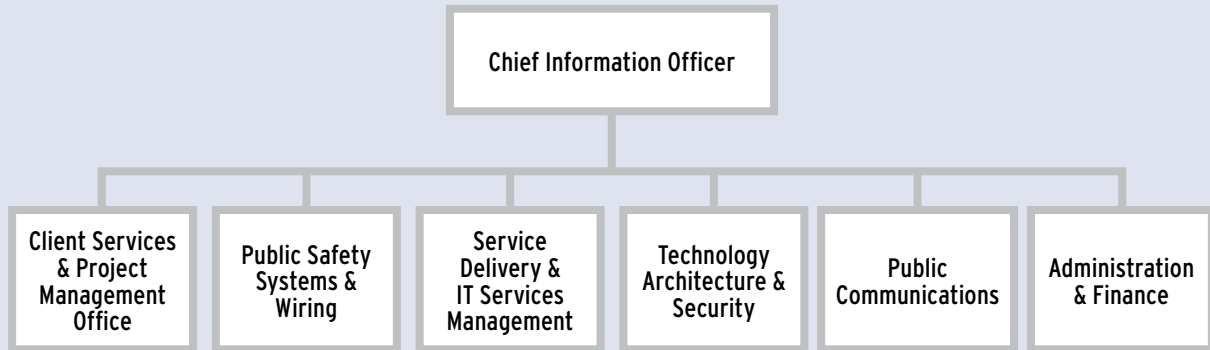 Chief Information Officer
Client Services
& Project
Management
Office
Public Safety
Systems &
Wiring
Service
Delivery &
IT Services
Management
Technology
Architecture &
Security
Public
Communications
Administration
& Finance